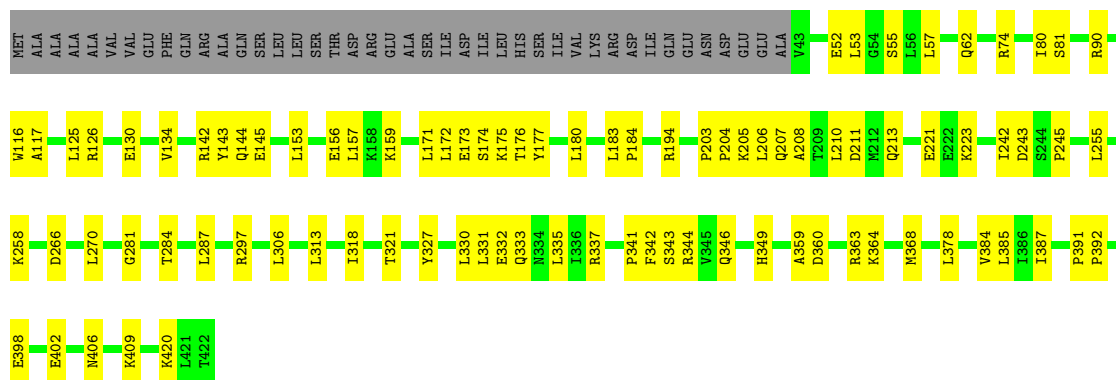 MET ALA ALA ALA ALA ALA VAL VAL GLU PHE GLN ARG ALA GLN SER LEU LEU SER THR ASP ARG GLU ALA SER ILE ASP ILE LEU HIS SER ILE VAL LYS ARG ASP ILE GLN GLU ASN ASP GLU GLU ALA V43 E52 L53 G54 S55 L56 L57 Q62 R74 I80 S81 R90
W116 A117 L125 R126 E130 V134 R142 Y143 Q144 E145 L153 E156 L157 K158 K159 L171 L172 E173 S174 K175 T176 Y177 L180 L183 P184 R194 P203 P204 K205 L206 Q207 A208 T209 L210 D211 M212 Q213 E221 E222 K223 I242 D243 S244 P245 L255
K258 D266 L270 G281 T284 L287 R297 L306 L313 I318 T321 Y327 L330 L331 E332 Q333 N334 L335 I336 R337 P341 F342 S343 R344 V345 Q346 H349 A359 D360 R363 K364 M368 L378 V384 L385 I386 I387 P391 P392
E398 E402 N406 K409 K420 L421 T422